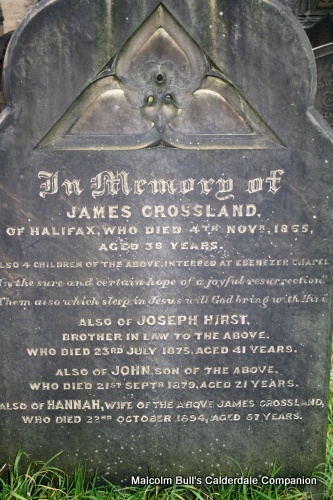 In Memory of
JAMES CROSSLAND,
OF HALIFAX, WHO DIED 4TH NOVR. 1865,
AGED 38 YEARS.
ALSO 4 CHILDREN OF THE ABOVE, INTERRED AT EBENEZER CHAPEL
In the sure and certain hope of a joyful resurrection.
Them also which sleep in Jesus will God bring with Him
ALSO OF JOSEPH HIRST,
BROTHER IN LAW TO THE ABOVE.
WHO DIED 23RD JULY 1875, AGED 41 YEARS.
ALSO OF JOHN, SON OF THE ABOVE,
WHO DIED 21ST SEPTR 1879, AGED 21 YEARS.
ALSO OF HANNAH, WIFE OF THE ABOVE JAMES CROSSLAND,
WHO DIED 22ND OCTOBER 1894, AGED 67 YEARS.
Malcolm Bull's Calderdale Companion